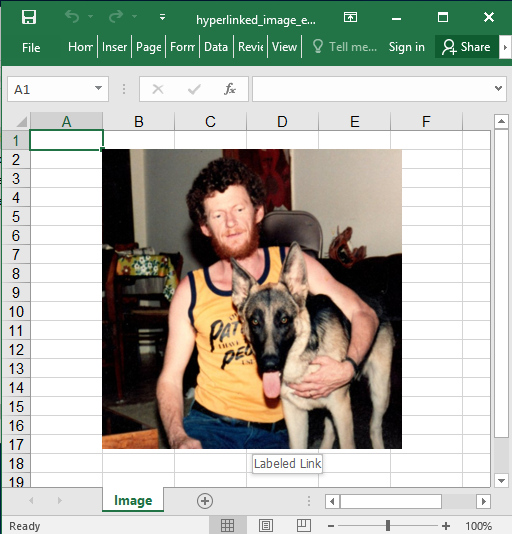 hyperlinked_image_e...
File Hom Inser Page Form Data Revie View Tell me... Sign in Share
A1 fx
A B C D E F
1
2
3
4
5
6
7
8
9
10
11
12
13
14
15
16
17
18
19
Labeled Link
Image
Ready 100%